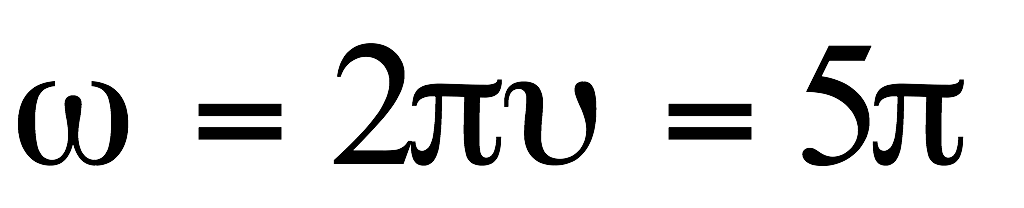 ω = 2πυ = 5π